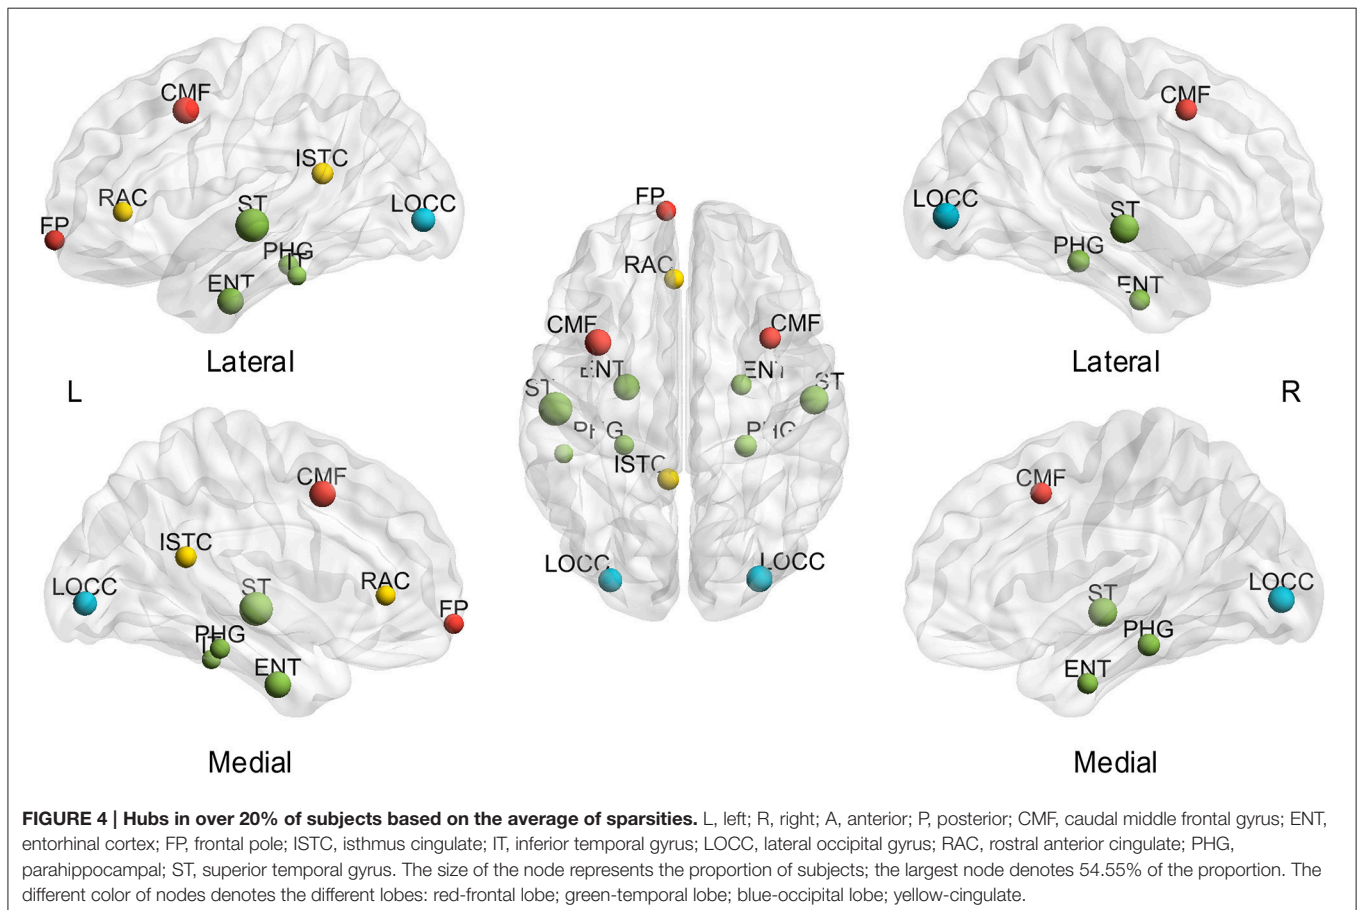 CMF
ISTC
RAC
ST
LOCC
FP
PHG
IT
ENT
Lateral
L
CMF
ISTC
LOCC
ST
RAC
FP
PHG
IT
ENT
Medial
FP
RAC
CMF
CMF
ENT
ENT
ST
ST
PHG
PHG
ISTC
LOCC
LOCC
CMF
LOCC
ST
PHG
ENT
Lateral
R
CMF
ST
LOCC
PHG
ENT
Medial
FIGURE 4 | Hubs in over 20% of subjects based on the average of sparsities. L, left; R, right; A, anterior; P, posterior; CMF, caudal middle frontal gyrus; ENT,
entorhinal cortex; FP, frontal pole; ISTC, isthmus cingulate; IT, inferior temporal gyrus; LOCC, lateral occipital gyrus; RAC, rostral anterior cingulate; PHG,
parahippocampal; ST, superior temporal gyrus. The size of the node represents the proportion of subjects; the largest node denotes 54.55% of the proportion. The
different color of nodes denotes the different lobes: red-frontal lobe; green-temporal lobe; blue-occipital lobe; yellow-cingulate.